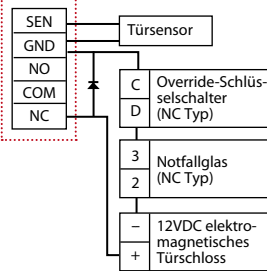 SEN
GND
NO
COM
NC
Türsensor
C
D
Override-Schlüs-
selschalter
(NC Typ)
3
2
Notfallglas
(NC Typ)
–
+
12VDC elektro-
magnetisches
Türschloss